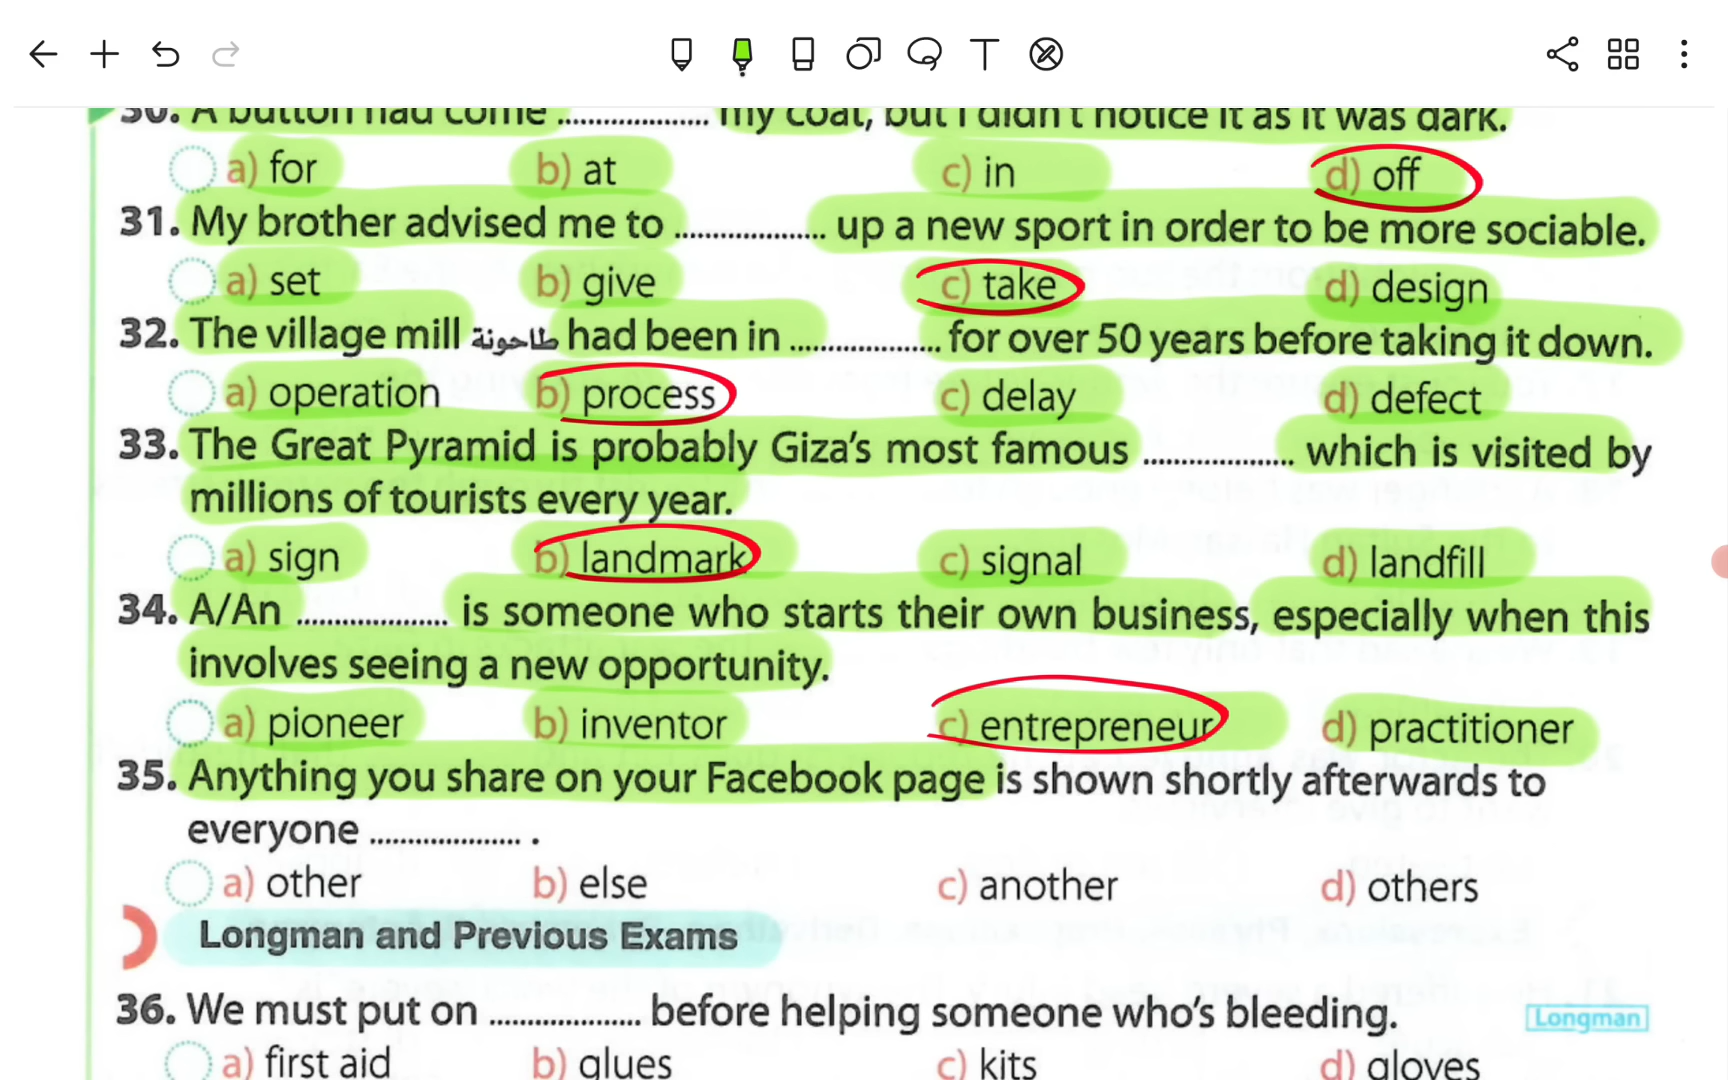 30. A button had come .................... my coat, but I didn't notice it as it was dark.
a) for b) at c) in d) off
31. My brother advised me to .................... up a new sport in order to be more sociable.
a) set b) give c) take d) design
32. The village mill طاحونة had been in .................... for over 50 years before taking it down.
a) operation b) process c) delay d) defect
33. The Great Pyramid is probably Giza's most famous .................... which is visited by
millions of tourists every year.
a) sign b) landmark c) signal d) landfill
34. A/An .................... is someone who starts their own business, especially when this
involves seeing a new opportunity.
a) pioneer b) inventor c) entrepreneur d) practitioner
35. Anything you share on your Facebook page is shown shortly afterwards to
everyone .................... .
a) other b) else c) another d) others
Longman and Previous Exams
36. We must put on .................... before helping someone who's bleeding. Longman
a) first aid b) glues c) kits d) gloves